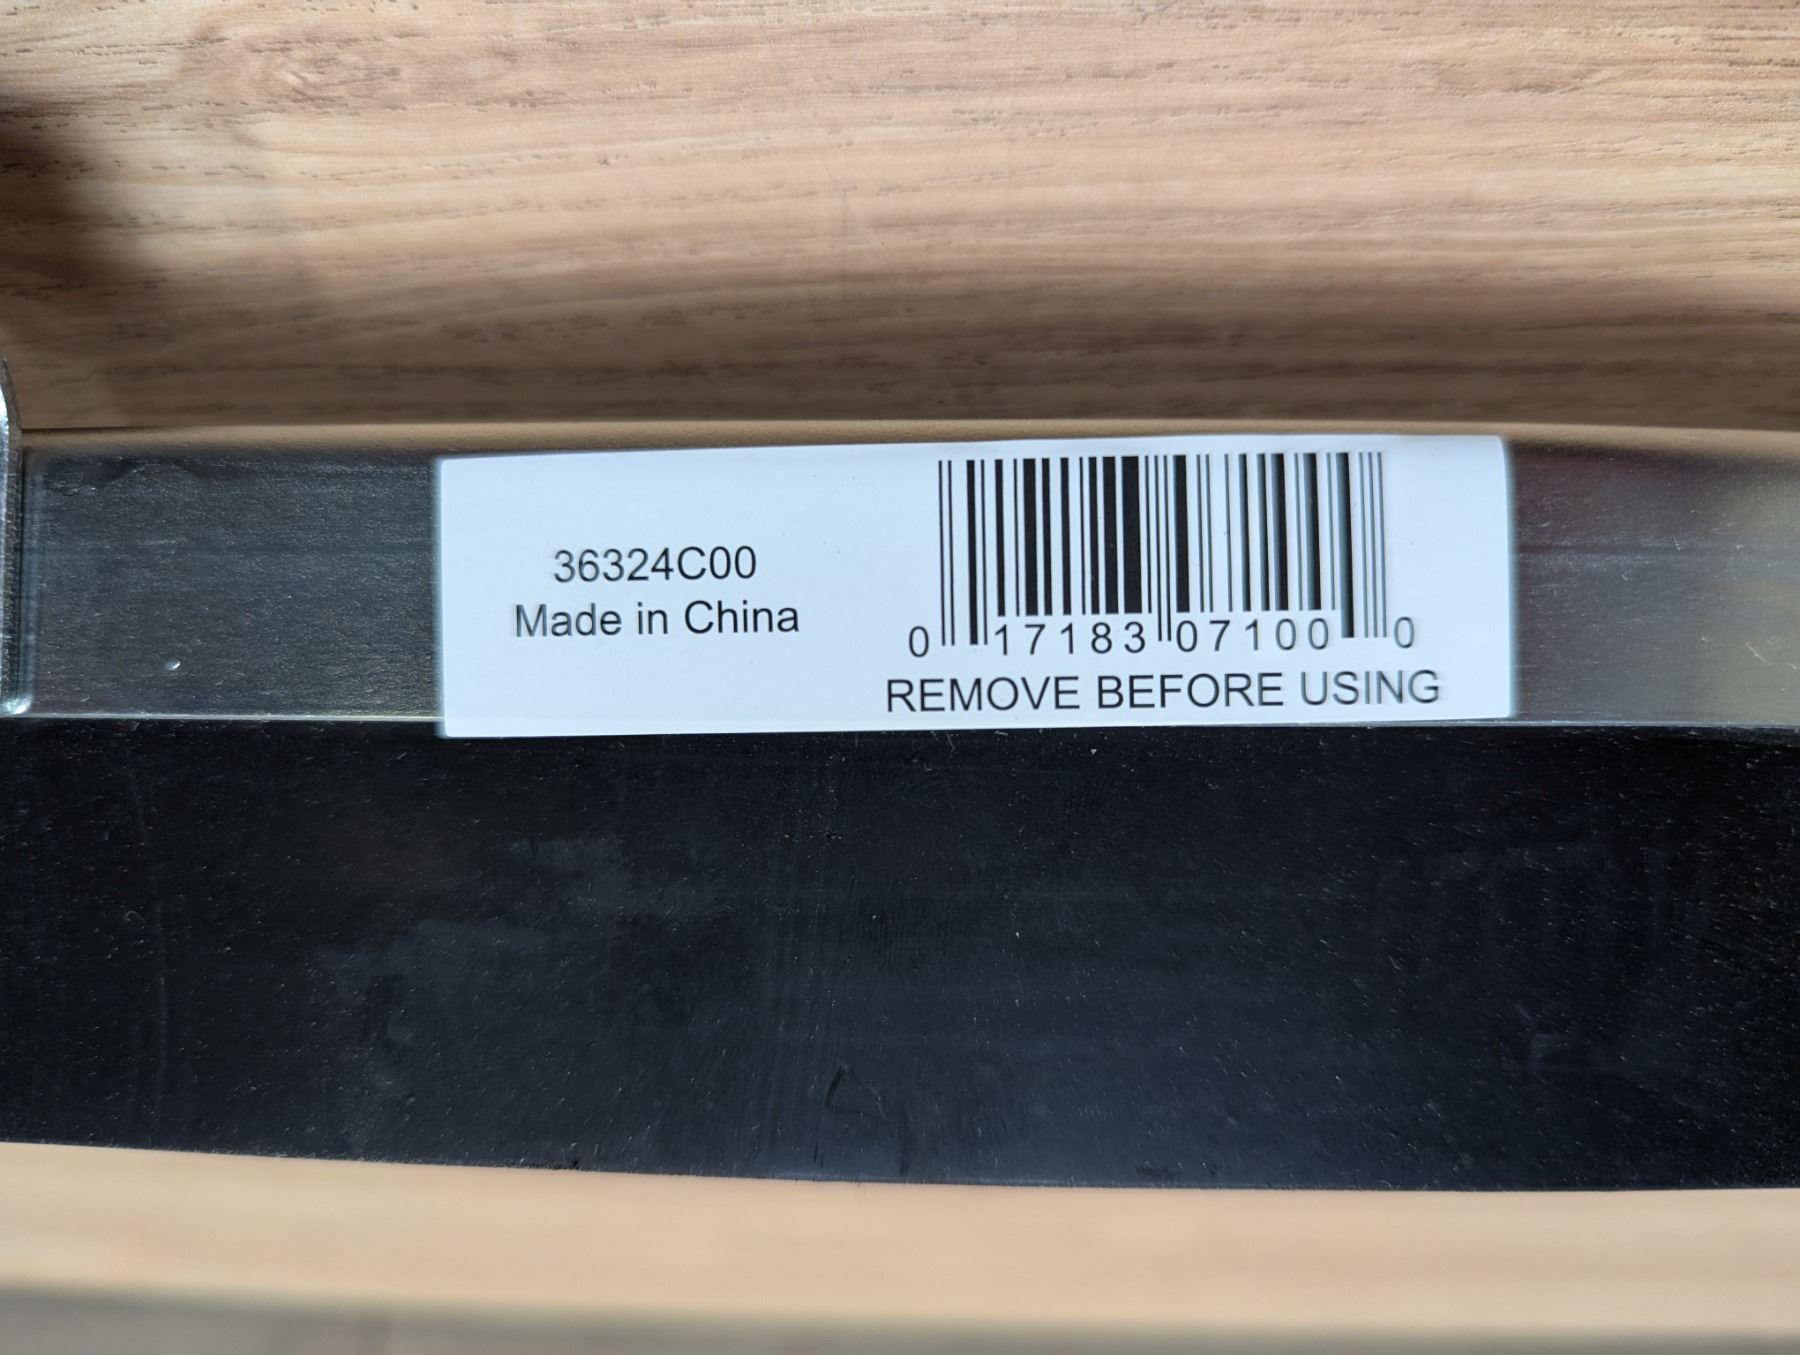 36324C00
Made in China
0 17183 07100 0
REMOVE BEFORE USING